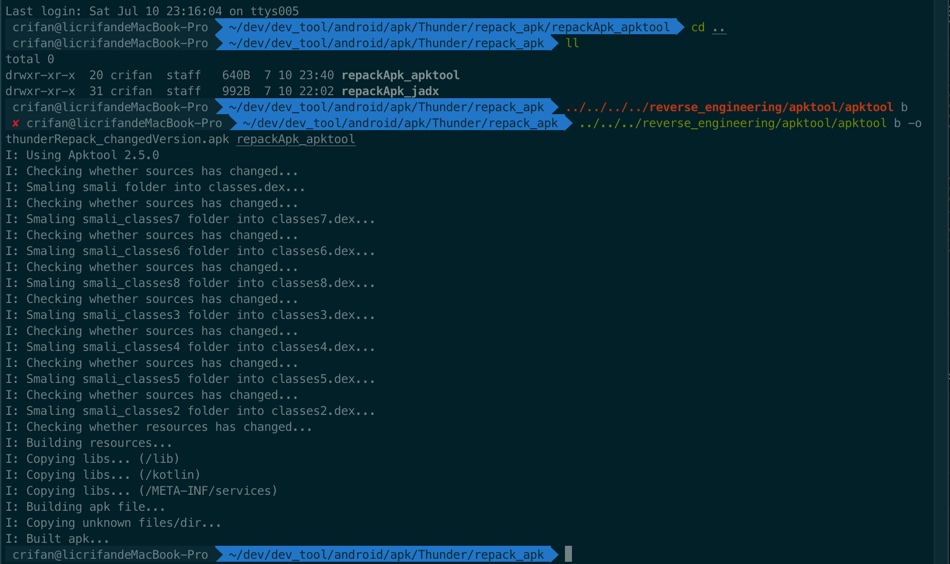 Last login: Sat Jul 10 23:16:04 on ttys005
crifan@licrifandeMacBook-Pro ~/dev/dev_tool/android/apk/Thunder/repack_apk/repackApk_apktool cd ..
crifan@licrifandeMacBook-Pro ~/dev/dev_tool/android/apk/Thunder/repack_apk ll
total 0
drwxr-xr-x 20 crifan staff 640B 7 10 23:40 repackApk_apktool
drwxr-xr-x 31 crifan staff 992B 7 10 22:02 repackApk_jadx
crifan@licrifandeMacBook-Pro ~/dev/dev_tool/android/apk/Thunder/repack_apk ../../../../reverse_engineering/apktool/apktool b
✘ crifan@licrifandeMacBook-Pro ~/dev/dev_tool/android/apk/Thunder/repack_apk ../../../reverse_engineering/apktool/apktool b -o
thunderRepack_changedVersion.apk repackApk_apktool
I: Using Apktool 2.5.0
I: Checking whether sources has changed...
I: Smaling smali folder into classes.dex...
I: Checking whether sources has changed...
I: Smaling smali_classes7 folder into classes7.dex...
I: Checking whether sources has changed...
I: Smaling smali_classes6 folder into classes6.dex...
I: Checking whether sources has changed...
I: Smaling smali_classes8 folder into classes8.dex...
I: Checking whether sources has changed...
I: Smaling smali_classes3 folder into classes3.dex...
I: Checking whether sources has changed...
I: Smaling smali_classes4 folder into classes4.dex...
I: Checking whether sources has changed...
I: Smaling smali_classes5 folder into classes5.dex...
I: Checking whether sources has changed...
I: Smaling smali_classes2 folder into classes2.dex...
I: Checking whether resources has changed...
I: Building resources...
I: Copying libs... (/lib)
I: Copying libs... (/kotlin)
I: Copying libs... (/META-INF/services)
I: Building apk file...
I: Copying unknown files/dir...
I: Built apk...
crifan@licrifandeMacBook-Pro ~/dev/dev_tool/android/apk/Thunder/repack_apk